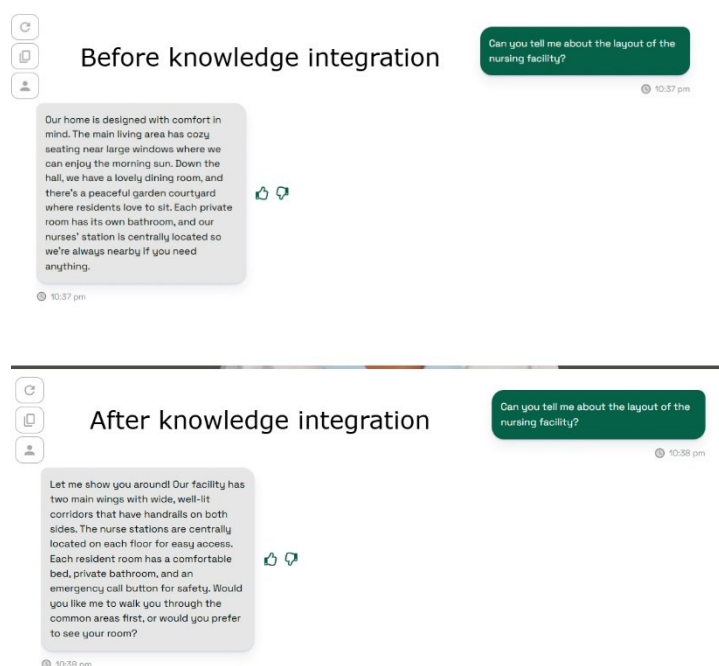 Before knowledge integration
Can you tell me about the layout of the
nursing facility?
10:37 pm
Our home is designed with comfort in
mind. The main living area has cozy
seating near large windows where we
can enjoy the morning sun. Down the
hall, we have a lovely dining room, and
there's a peaceful garden courtyard
where residents love to sit. Each private
room has its own bathroom, and our
nurses' station is centrally located so
we're always nearby if you need
anything.
10:37 pm
After knowledge integration
Can you tell me about the layout of the
nursing facility?
10:38 pm
Let me show you around! Our facility has
two main wings with wide, well-lit
corridors that have handrails on both
sides. The nurse stations are centrally
located on each floor for easy access.
Each resident room has a comfortable
bed, private bathroom, and an
emergency call button for safety. Would
you like me to walk you through the
common areas first, or would you prefer
to see your room?
10:38 pm